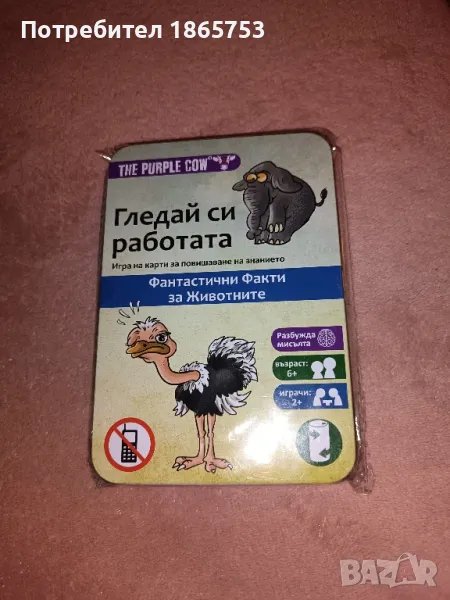 Потребител 1865753
THE PURPLE COW
Гледай си
работата
Игра на карти за повишаване на знанието
Фантастични Факти
за Животните
Разбужда
мисълта
възраст:
6+
играчи:
2+
BAZAR